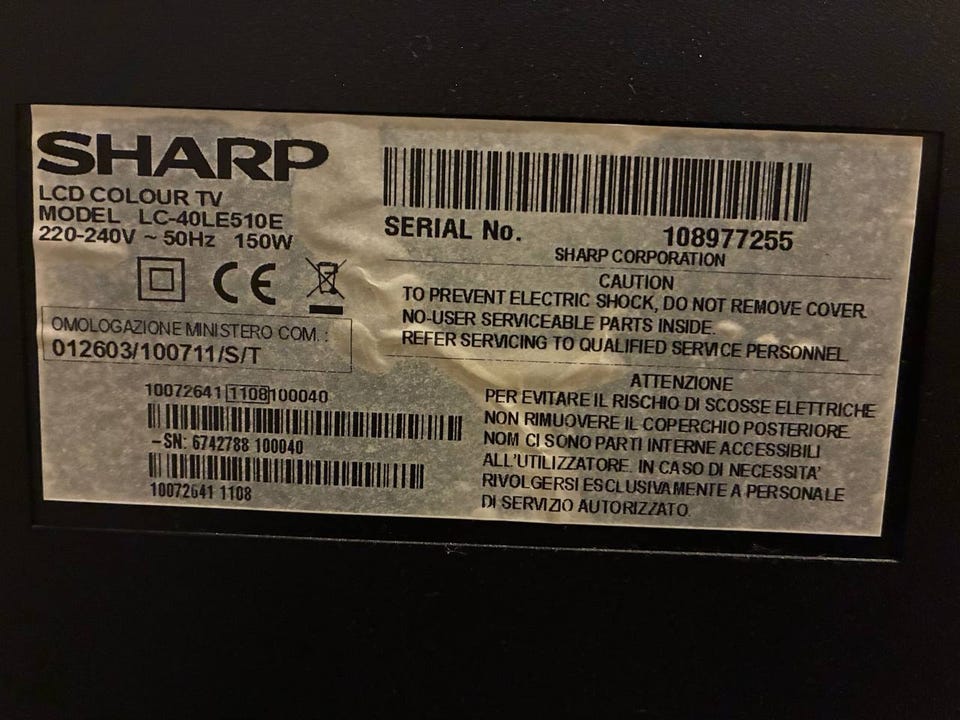 SHARP
LCD COLOUR TV
MODEL LC-40LE510E
220-240V ~ 50Hz 150W
CE
OMOLOGAZIONE MINISTERO COM. :
012603/100711/S/T
10072641 1108 100040
-SN: 6742788 100040
10072641 1108
SERIAL No. 108977255
SHARP CORPORATION
CAUTION
TO PREVENT ELECTRIC SHOCK, DO NOT REMOVE COVER.
NO-USER SERVICEABLE PARTS INSIDE.
REFER SERVICING TO QUALIFIED SERVICE PERSONNEL.
ATTENZIONE
PER EVITARE IL RISCHIO DI SCOSSE ELETTRICHE
NON RIMUOVERE IL COPERCHIO POSTERIORE.
NOM CI SONO PARTI INTERNE ACCESSIBILI
ALL'UTILIZZATORE. IN CASO DI NECESSITA'
RIVOLGERSI ESCLUSIVAMENTE A PERSONALE
DI SERVIZIO AUTORIZZATO.